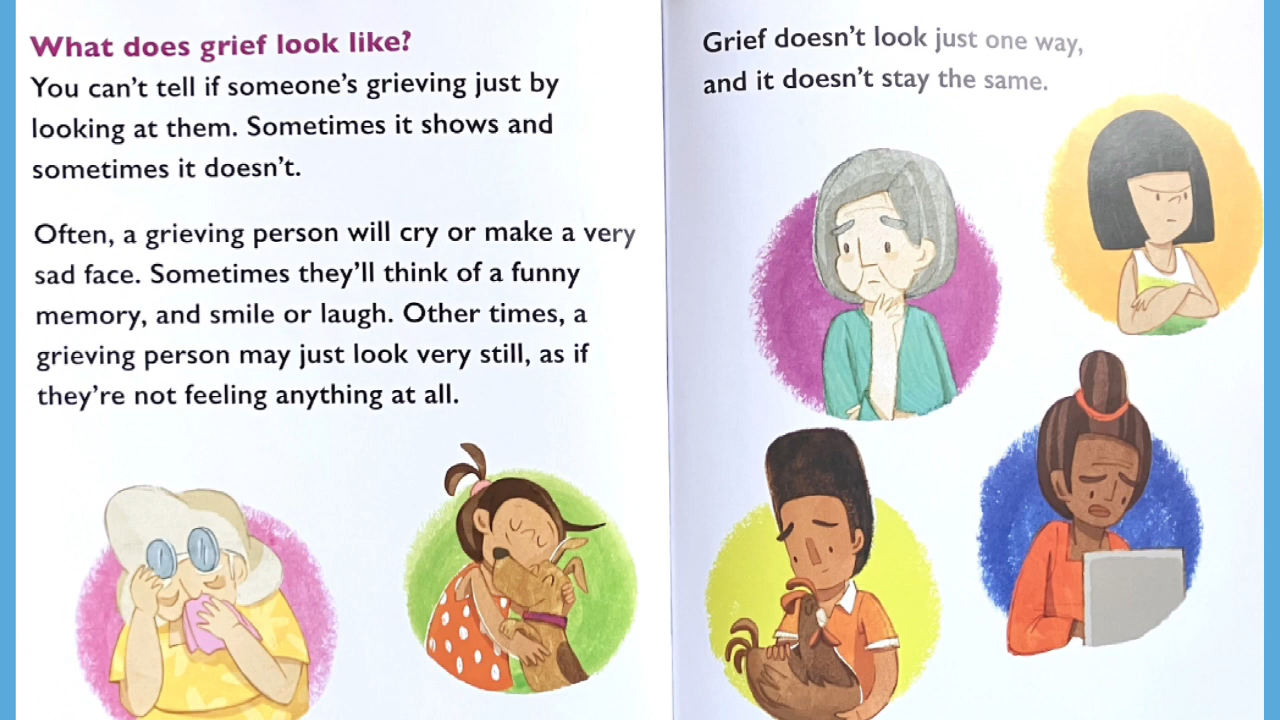 What does grief look like?
You can't tell if someone's grieving just by
looking at them. Sometimes it shows and
sometimes it doesn't.
Often, a grieving person will cry or make a very
sad face. Sometimes they'll think of a funny
memory, and smile or laugh. Other times, a
grieving person may just look very still, as if
they're not feeling anything at all.
Grief doesn't look just one way,
and it doesn't stay the same.